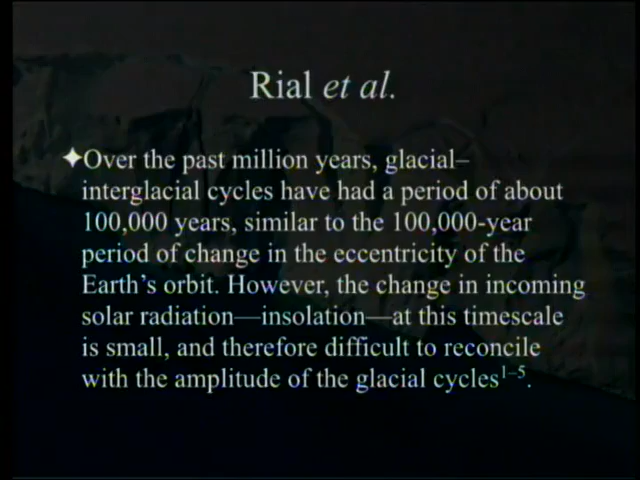 Rial et al.
✦Over the past million years, glacial–
interglacial cycles have had a period of about
100,000 years, similar to the 100,000-year
period of change in the eccentricity of the
Earth’s orbit. However, the change in incoming
solar radiation—insolation—at this timescale
is small, and therefore difficult to reconcile
with the amplitude of the glacial cycles¹⁻⁵.